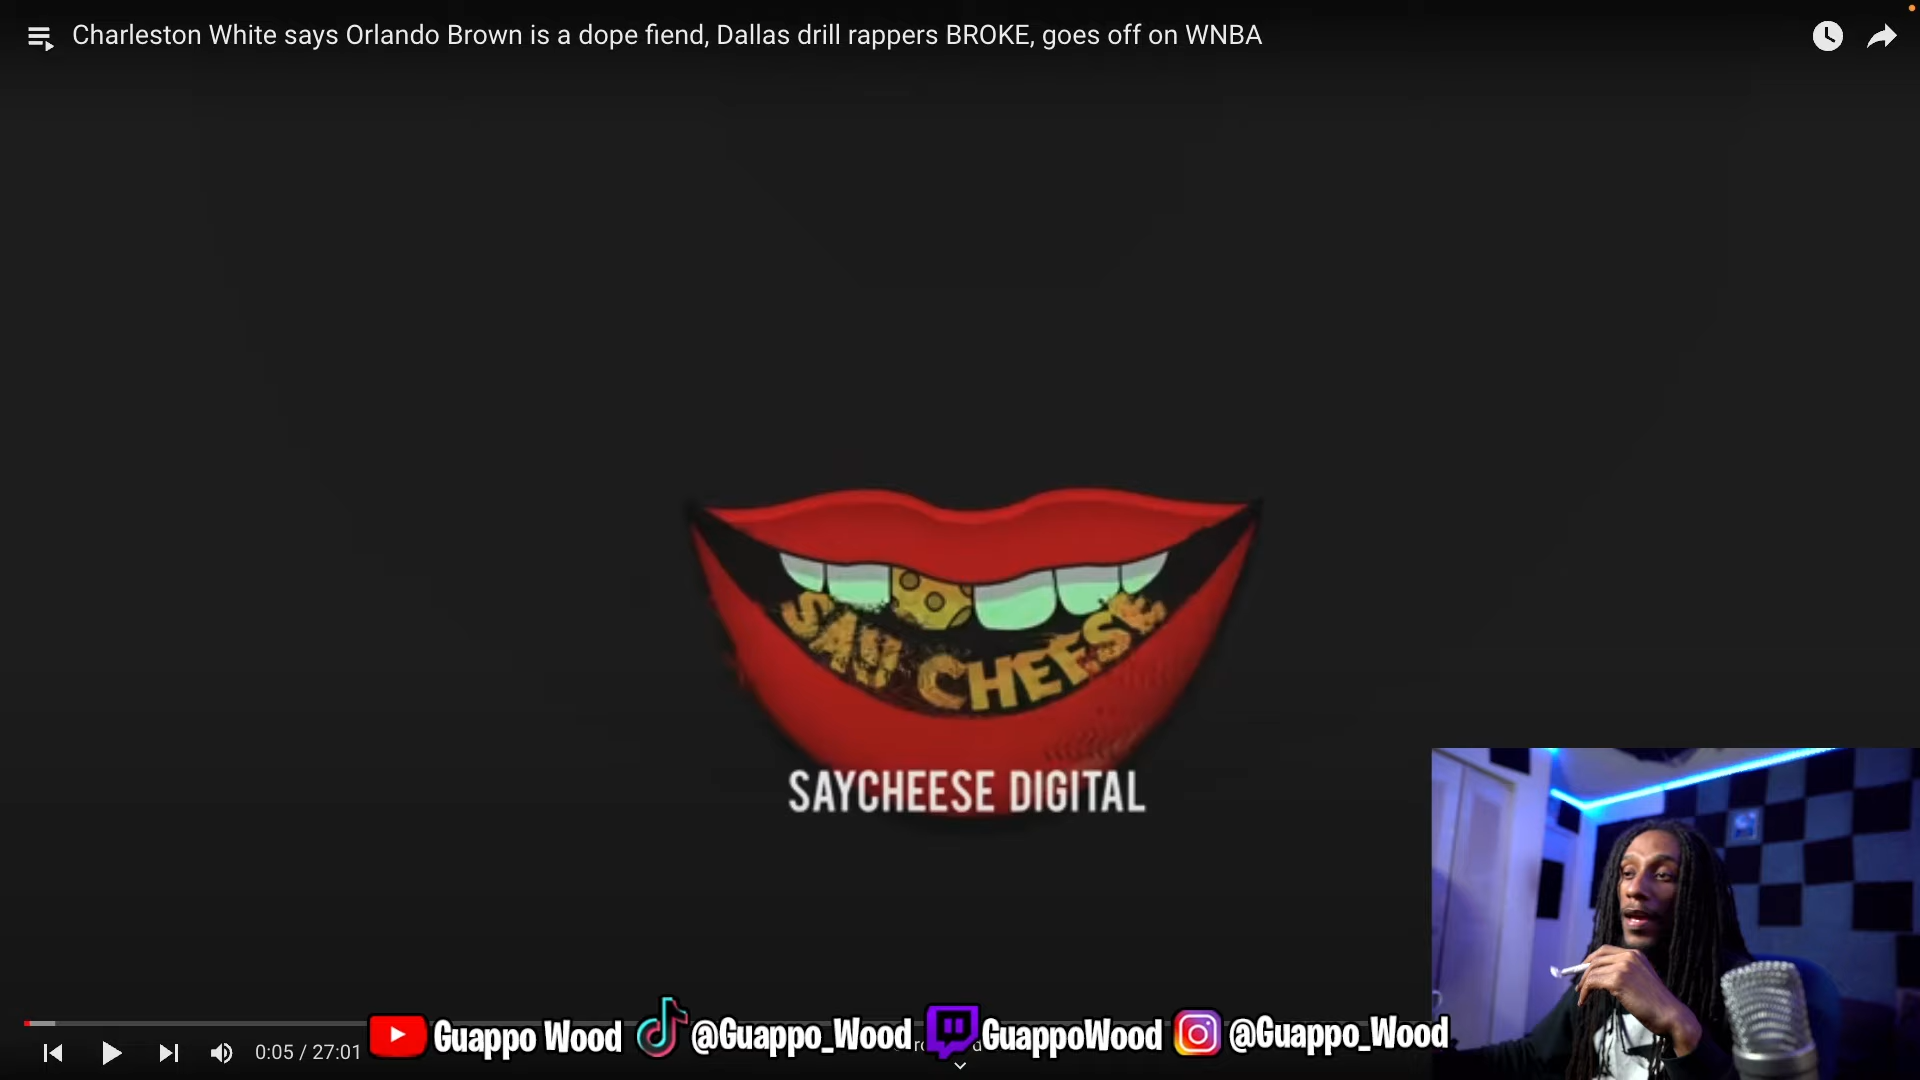 Charleston White says Orlando Brown is a dope fiend, Dallas drill rappers BROKE, goes off on WNBA
SAY CHEESE
SAYCHEESE DIGITAL
0:05 / 27:01
Guappo Wood @Guappo_Wood GuappoWood @Guappo_Wood